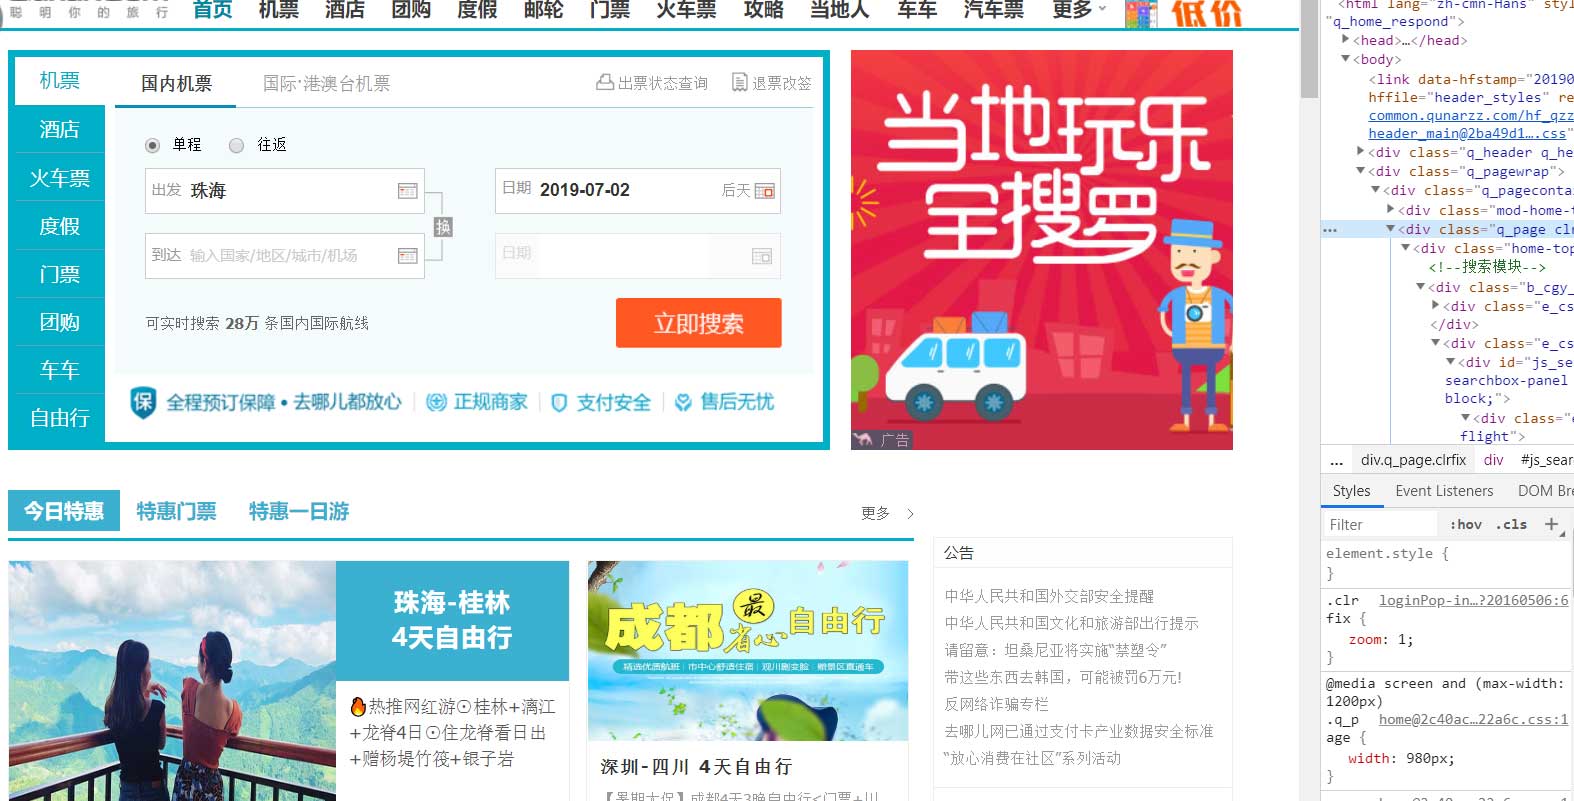 聪 明 你 的 旅 行
首页 机票 酒店 团购 度假 邮轮 门票 火车票 攻略 当地人 车车 汽车票 更多
低价
机票
酒店
火车票
度假
门票
团购
车车
自由行
国内机票 国际·港澳台机票 出票状态查询 退票改签
单程 往返
出发 珠海 日期 2019-07-02 后天
换
到达 输入国家/地区/城市/机场 日期
可实时搜索 28万 条国内国际航线 立即搜索
保 全程预订保障 • 去哪儿都放心 正规商家 支付安全 售后无忧
当地玩乐
全搜罗
广告
今日特惠 特惠门票 特惠一日游 更多
珠海-桂林
4天自由行
热推网红游⊙桂林+漓江
+龙脊4日⊙住龙脊看日出
+赠杨堤竹筏+银子岩
成都 最省心 自由行
精选优质航班 | 市中心舒适住宿 | 观川剧变脸 | 赠景区直通车
深圳-四川 4天自由行
【暑期大促】成都4天3晚自由行<门票+川
公告
中华人民共和国外交部安全提醒
中华人民共和国文化和旅游部出行提示
请留意：坦桑尼亚将实施“禁塑令”
带这些东西去韩国，可能被罚6万元!
反网络诈骗专栏
去哪儿网已通过支付卡产业数据安全标准
“放心消费在社区”系列活动
<html lang="zh-cmn-Hans" styl
"q_home_respond">
<head>…</head>
<body>
<link data-hfstamp="20190
hffile="header_styles" re
common.qunarzz.com/hf_qzz
header_main@2ba49d1….css"
<div class="q_header q_he
<div class="q_pagewrap">
<div class="q_pagecontai
<div class="mod-home-t
<div class="q_page clr
<div class="home-top
<!--搜索模块-->
<div class="b_cgy_
<div class="e_cs
</div>
<div class="e_cs
<div id="js_se
searchbox-panel
block;">
<div class="e
flight">
... div.q_page.clrfix div #js_sear
Styles Event Listeners DOM Bre
Filter :hov .cls +
element.style {
}
.clr loginPop-in…?20160506:6
fix {
zoom: 1;
}
@media screen and (max-width:
1200px)
.q_p home@2c40ac…22a6c.css:1
age {
width: 980px;
}